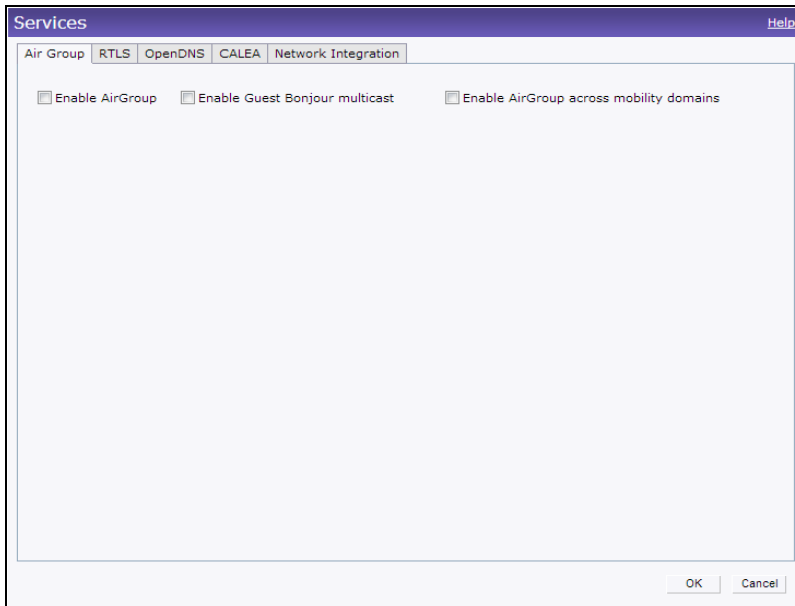 Services Help
Air Group RTLS OpenDNS CALEA Network Integration
Enable AirGroup Enable Guest Bonjour multicast Enable AirGroup across mobility domains
OK Cancel